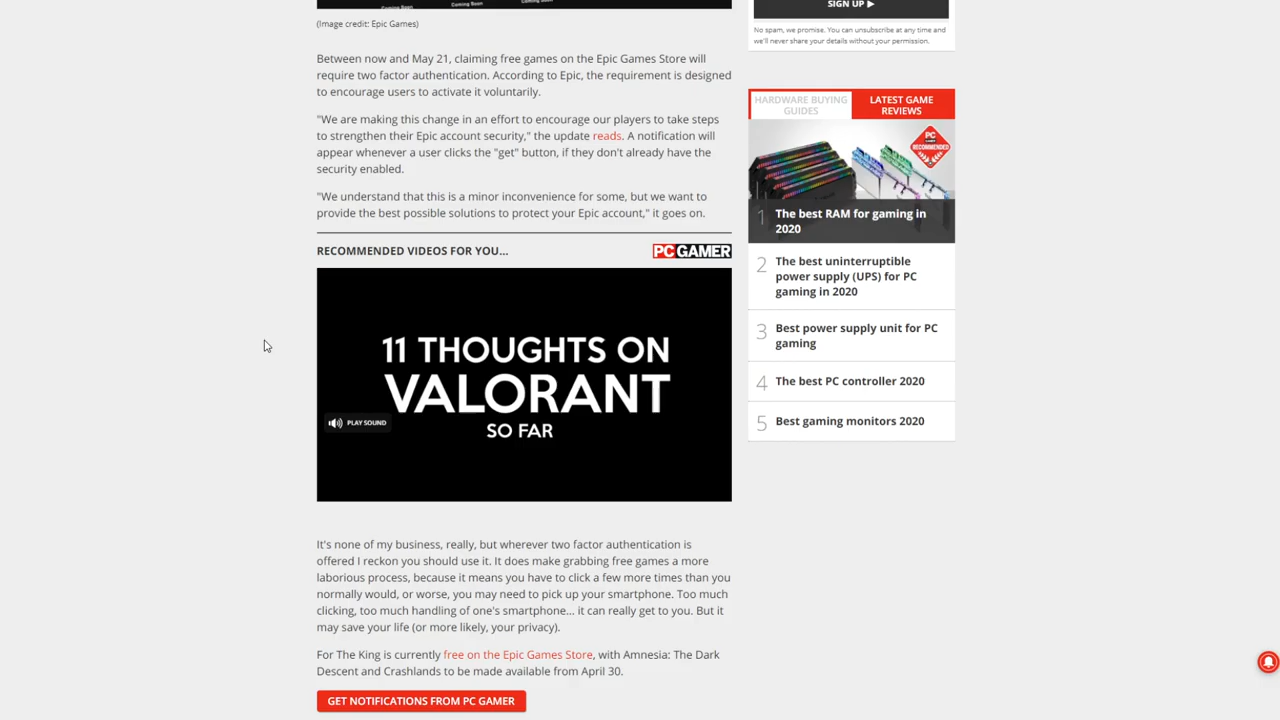 Coming Soon
Coming Soon
Coming Soon
(Image credit: Epic Games)
Between now and May 21, claiming free games on the Epic Games Store will
require two factor authentication. According to Epic, the requirement is designed
to encourage users to activate it voluntarily.
"We are making this change in an effort to encourage our players to take steps
to strengthen their Epic account security," the update reads. A notification will
appear whenever a user clicks the "get" button, if they don't already have the
security enabled.
"We understand that this is a minor inconvenience for some, but we want to
provide the best possible solutions to protect your Epic account," it goes on.
RECOMMENDED VIDEOS FOR YOU...
PC GAMER
11 THOUGHTS ON
VALORANT
SO FAR
PLAY SOUND
It's none of my business, really, but wherever two factor authentication is
offered I reckon you should use it. It does make grabbing free games a more
laborious process, because it means you have to click a few more times than you
normally would, or worse, you may need to pick up your smartphone. Too much
clicking, too much handling of one's smartphone... it can really get to you. But it
may save your life (or more likely, your privacy).
For The King is currently free on the Epic Games Store, with Amnesia: The Dark
Descent and Crashlands to be made available from April 30.
GET NOTIFICATIONS FROM PC GAMER
SIGN UP ▶
No spam, we promise. You can unsubscribe at any time and
we'll never share your details without your permission.
HARDWARE BUYING
GUIDES
LATEST GAME
REVIEWS
PC
GAMER
RECOMMENDED
1 The best RAM for gaming in
2020
2 The best uninterruptible
power supply (UPS) for PC
gaming in 2020
3 Best power supply unit for PC
gaming
4 The best PC controller 2020
5 Best gaming monitors 2020